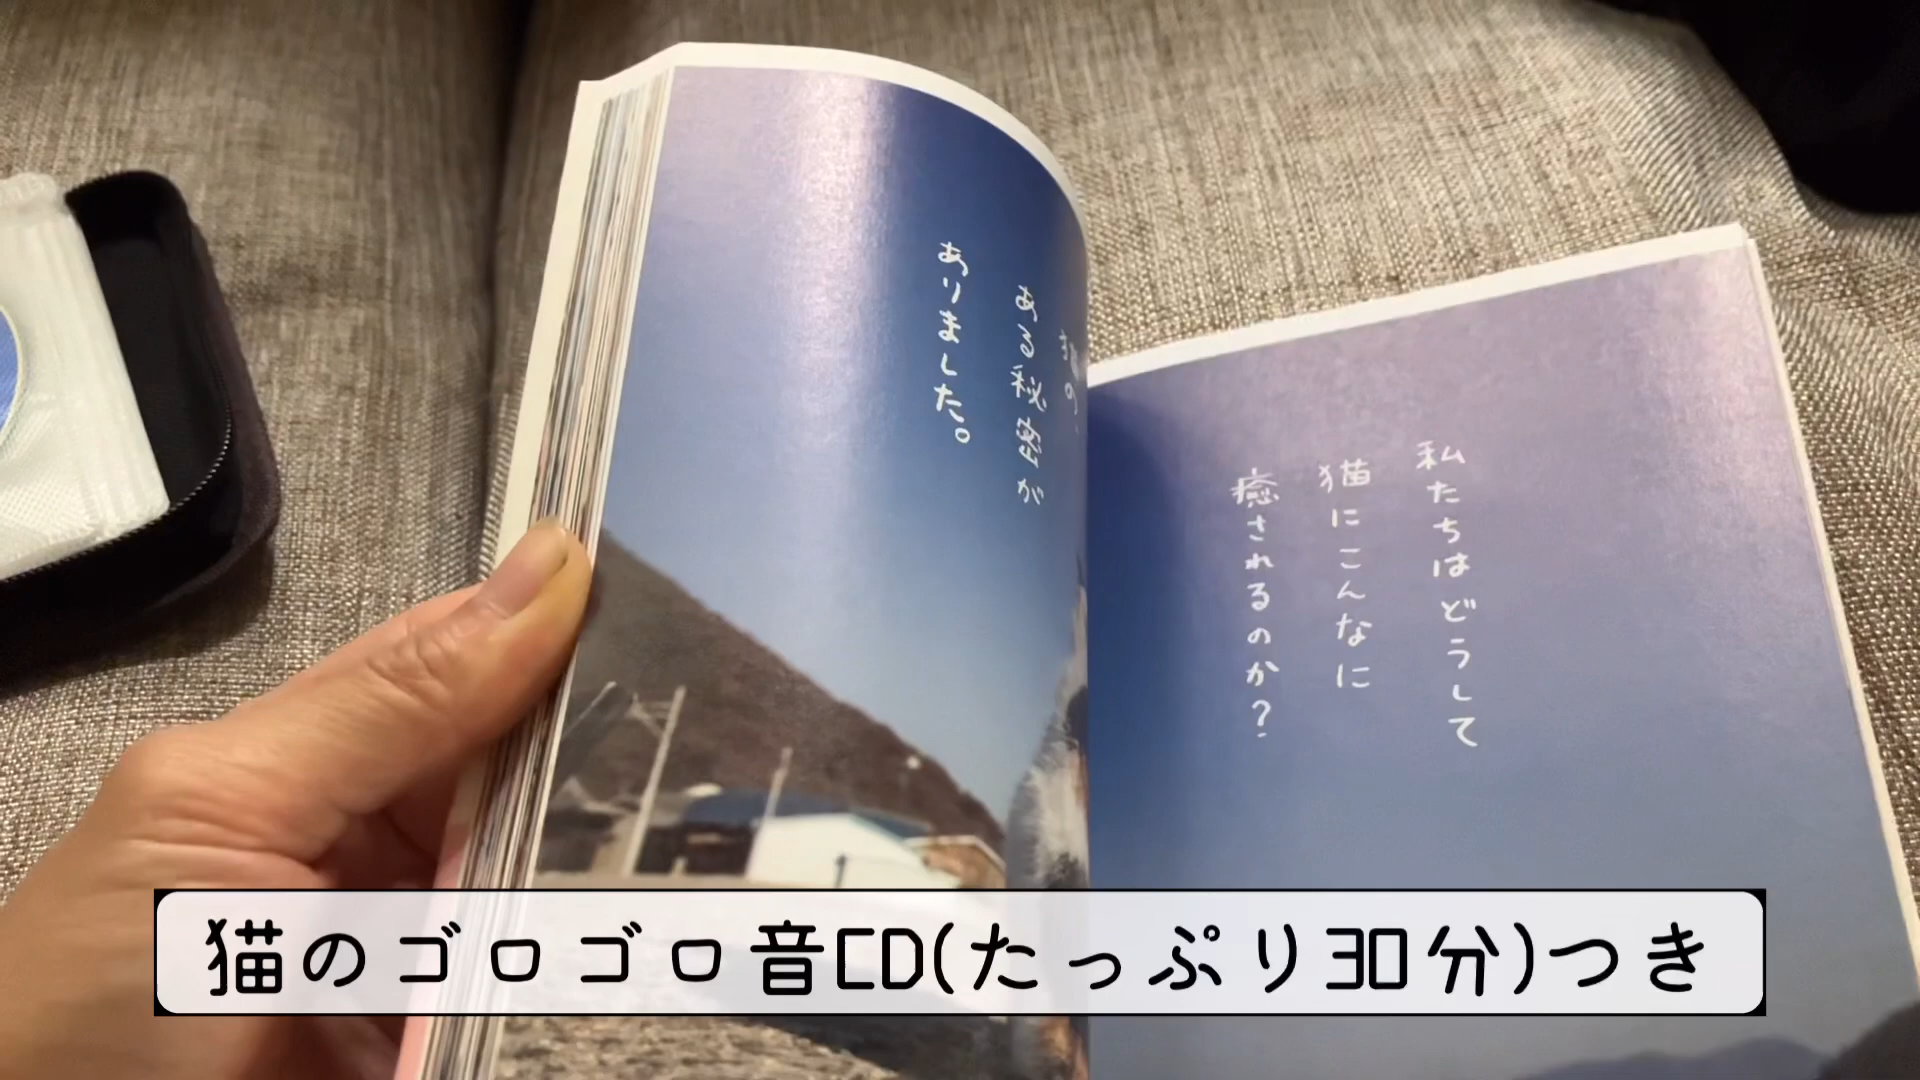 私たちはどうして
猫にこんなに
癒されるのか?
猫の、
ある秘密が
ありました。
猫のゴロゴロ音CD(たっぷり30分)つき